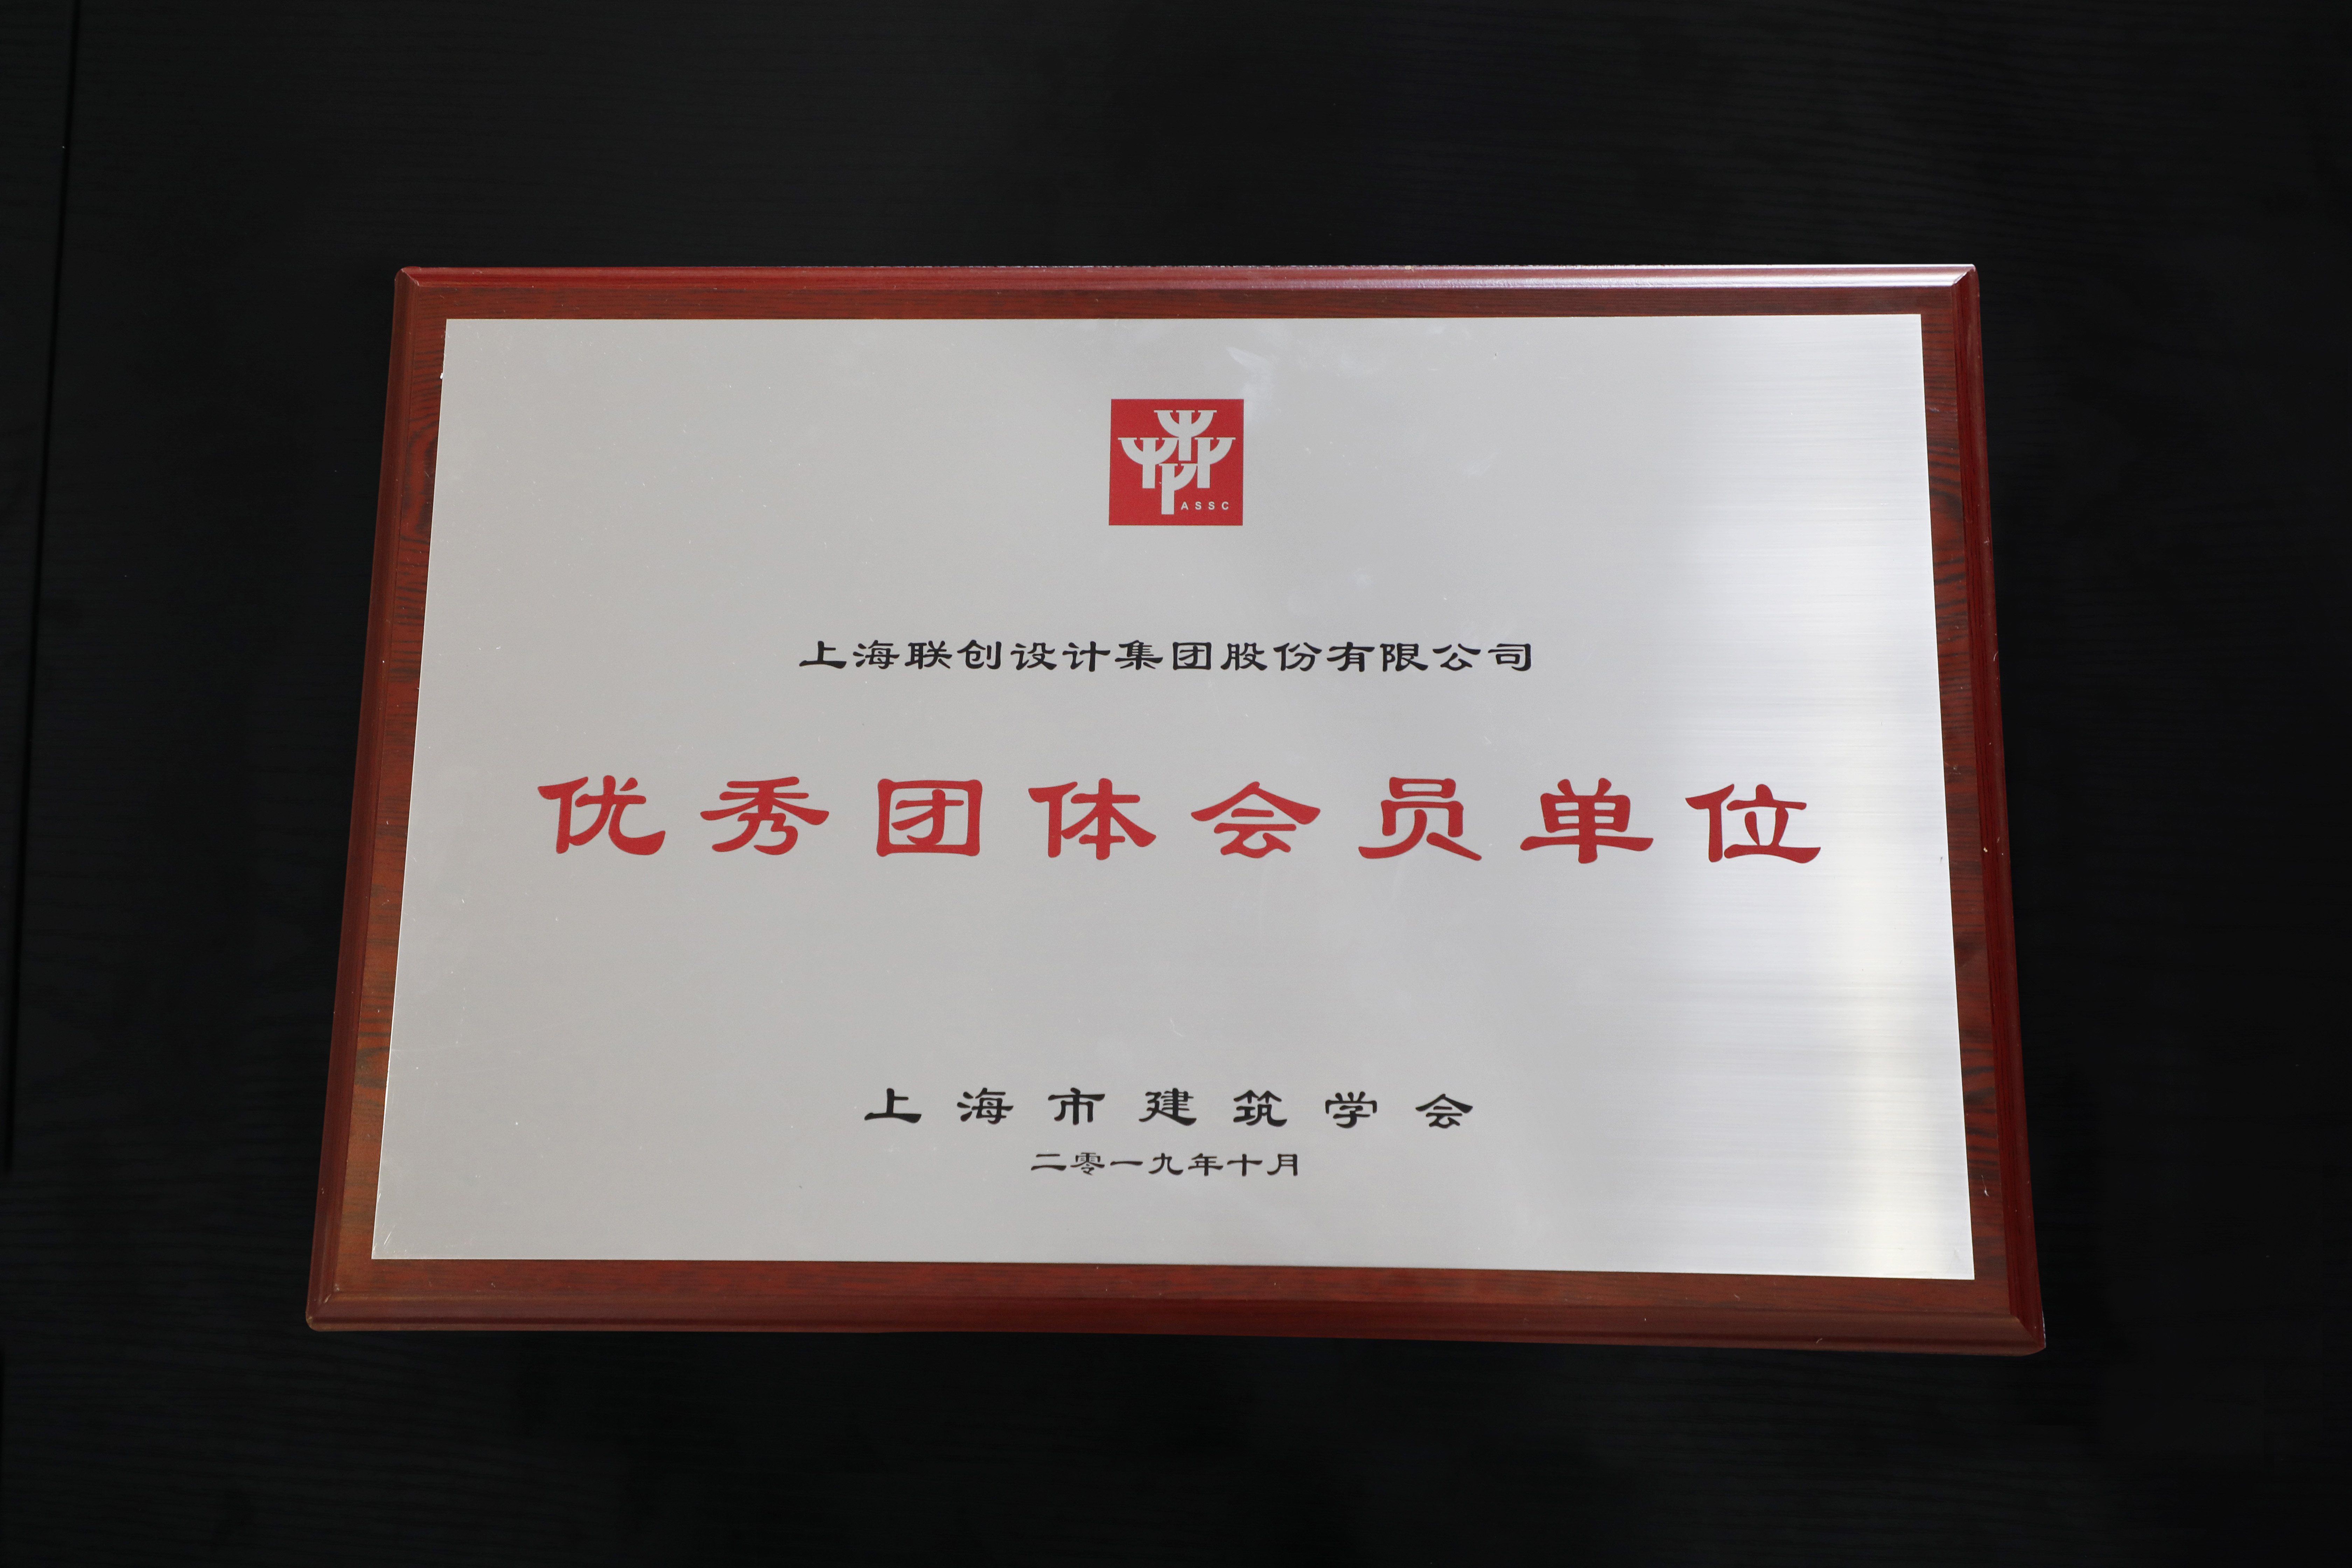 ASSC
上海联创设计集团股份有限公司
优秀团体会员单位
上海市建筑学会
二零一九年十月